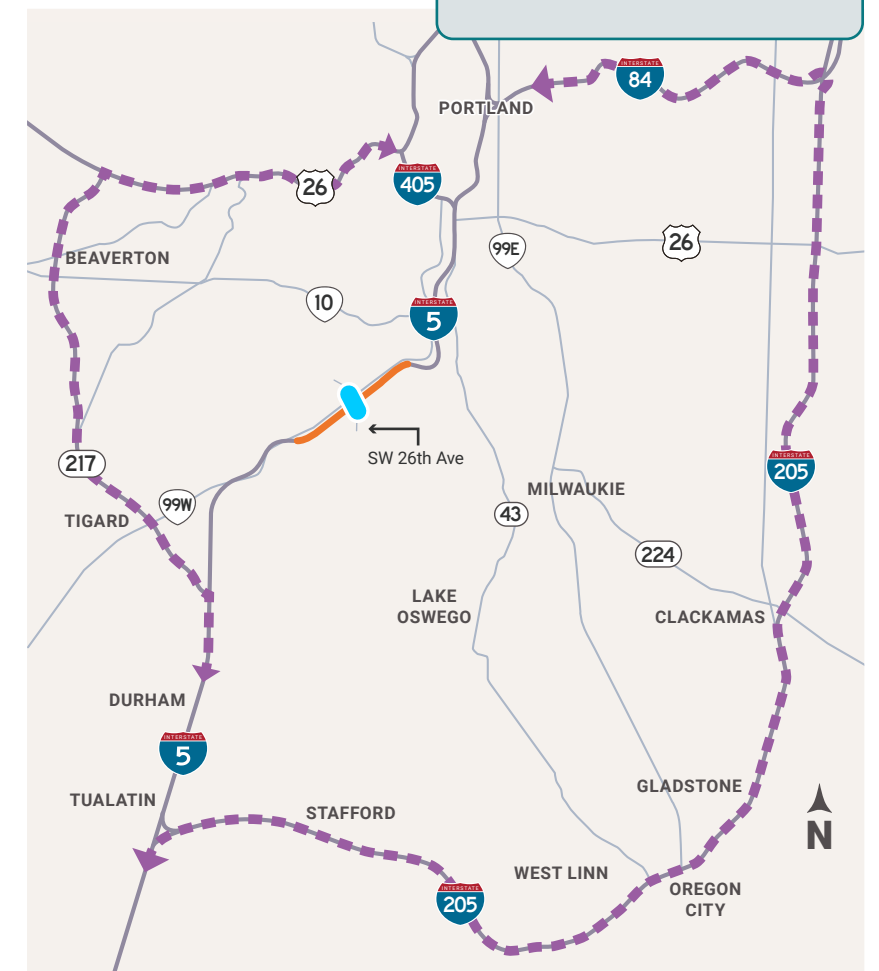 INTERSTATE
84
PORTLAND
26
INTERSTATE
405
26
99E
BEAVERTON
10
INTERSTATE
5
SW 26th Ave
217
INTERSTATE
205
MILWAUKIE
99W
TIGARD
43
224
LAKE
OSWEGO
CLACKAMAS
DURHAM
INTERSTATE
5
GLADSTONE
TUALATIN
STAFFORD
N
WEST LINN
OREGON
CITY
INTERSTATE
205